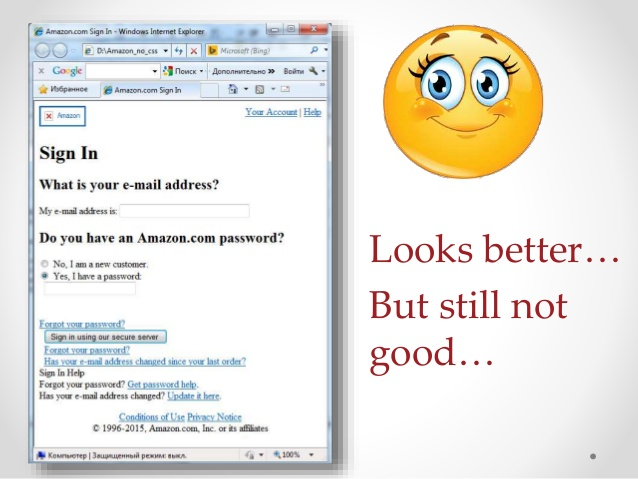 Amazon.com Sign In - Windows Internet Explorer
D:\Amazon_no_css
Microsoft (Bing)
x Google
Поиск
Дополнительно »
Войти
Избранное
Amazon.com Sign In
Amazon
Your Account | Help
Sign In
What is your e-mail address?
My e-mail address is:
Do you have an Amazon.com password?
No, I am a new customer.
Yes, I have a password:
Forgot your password?
Sign in using our secure server
Forgot your password?
Has your e-mail address changed since your last order?
Sign In Help
Forgot your password? Get password help.
Has your e-mail address changed? Update it here.
Conditions of Use Privacy Notice
© 1996-2015, Amazon.com, Inc. or its affiliates
Компьютер | Защищенный режим: выкл.
100%
Looks better…
But still not
good…